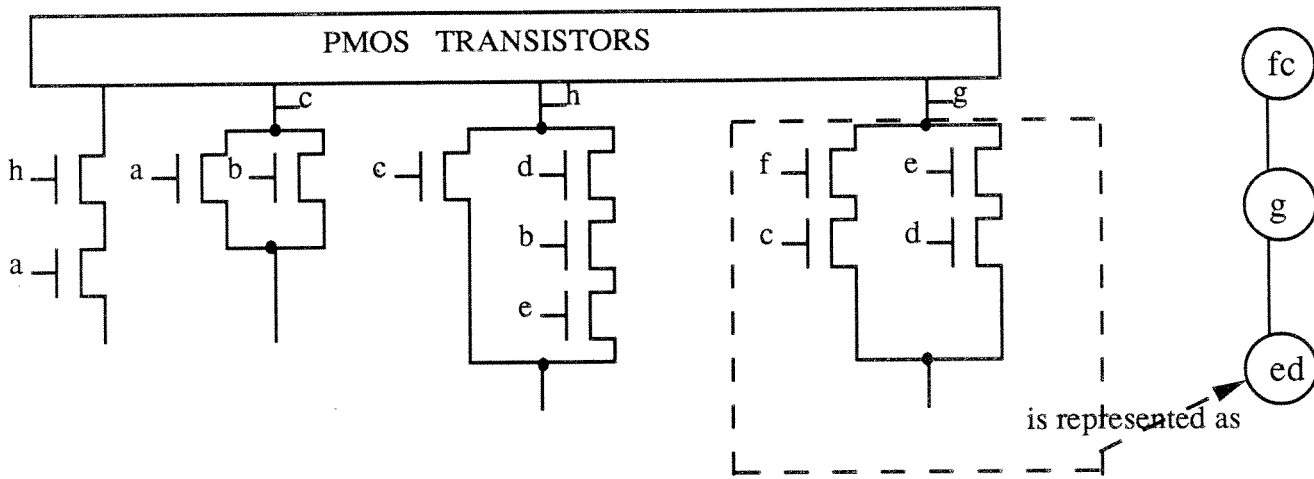 PMOS TRANSISTORS
fc
c
h
g
h
a
b
c
d
f
e
g
a
b
c
d
e
ed
is represented as